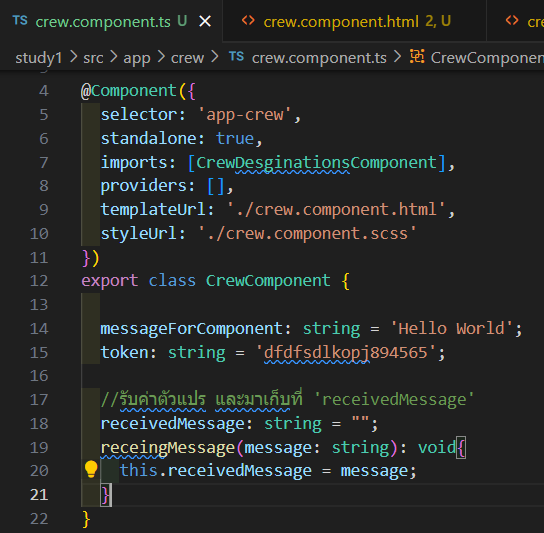 TS crew.component.ts U ×
<> crew.component.html 2, U
<> cre
study1 > src > app > crew > TS crew.component.ts > CrewComponen
4 @Component({
5 selector: 'app-crew',
6 standalone: true,
7 imports: [CrewDesginationsComponent],
8 providers: [],
9 templateUrl: './crew.component.html',
10 styleUrl: './crew.component.scss'
11 })
12 export class CrewComponent {
13
14 messageForComponent: string = 'Hello World';
15 token: string = 'dfdfsdlkopj894565';
16
17 //รับค่าตัวแปร และมาเก็บที่ 'receivedMessage'
18 receivedMessage: string = "";
19 receingMessage(message: string): void{
20 this.receivedMessage = message;
21 }
22 }